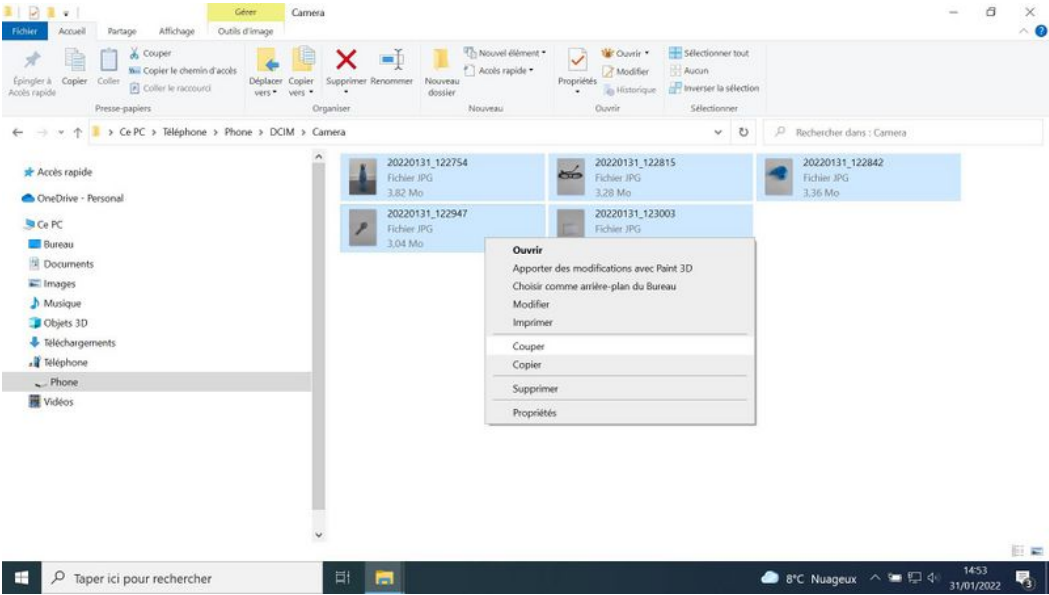 Gérer
Camera
Fichier
Accueil
Partage
Affichage
Outils d'image
Épingler à Accès rapide
Copier
Coller
Couper
Copier le chemin d'accès
Coller le raccourci
Presse-papiers
Déplacer vers
Copier vers
Supprimer
Renommer
Organiser
Nouveau dossier
Nouvel élément
Accès rapide
Nouveau
Propriétés
Ouvrir
Modifier
Historique
Ouvrir
Sélectionner tout
Aucun
Inverser la sélection
Sélectionner
Ce PC > Téléphone > Phone > DCIM > Camera
Rechercher dans : Camera
Accès rapide
OneDrive - Personal
Ce PC
Bureau
Documents
Images
Musique
Objets 3D
Téléchargements
Téléphone
Phone
Vidéos
20220131_122754
Fichier JPG
3,82 Mo
20220131_122815
Fichier JPG
3,28 Mo
20220131_122842
Fichier JPG
3,36 Mo
20220131_122947
Fichier JPG
3,04 Mo
20220131_123003
Fichier JPG
Ouvrir
Apporter des modifications avec Paint 3D
Choisir comme arrière-plan du Bureau
Modifier
Imprimer
Couper
Copier
Supprimer
Propriétés
Taper ici pour rechercher
8°C Nuageux
14:53
31/01/2022
3